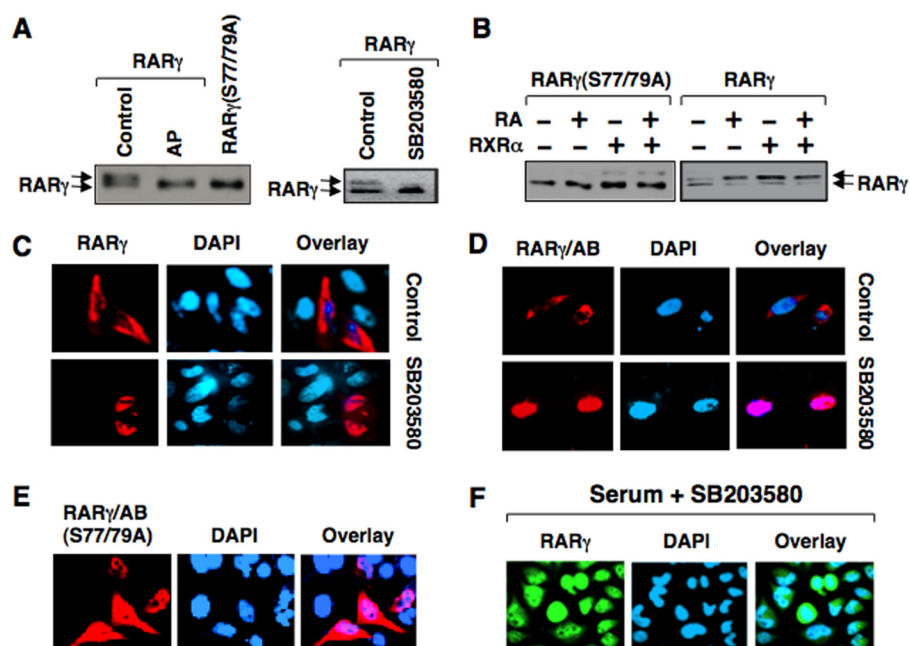 A
RARγ
Control
AP
RARγ(S77/79A)
RARγ
RARγ
Control
SB203580
RARγ
B
RARγ(S77/79A)
RARγ
RA
- + - + - + - +
RXRα
- - + + - - + +
RARγ
C
RARγ
DAPI
Overlay
Control
SB203580
D
RARγ/AB
DAPI
Overlay
Control
SB203580
E
RARγ/AB
(S77/79A)
DAPI
Overlay
F
Serum + SB203580
RARγ
DAPI
Overlay